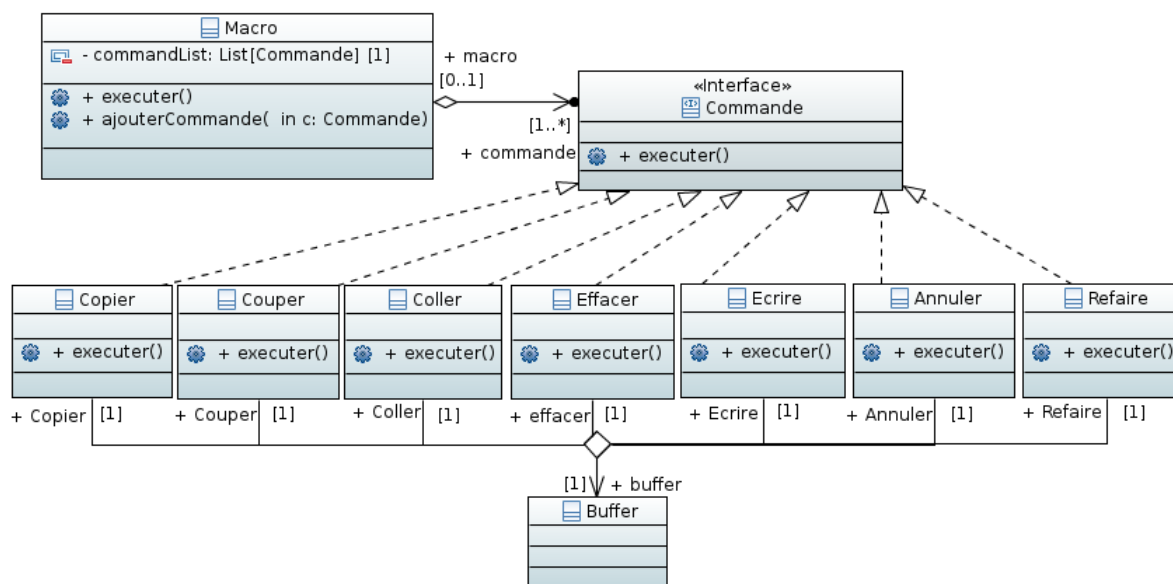 Macro
- commandList: List[Commande] [1]
+ executer()
+ ajouterCommande( in c: Commande)
+ macro
[0..1]
[1..*]
+ commande
«Interface»
Commande
+ executer()
Copier
+ executer()
Couper
+ executer()
Coller
+ executer()
Effacer
+ executer()
Ecrire
+ executer()
Annuler
+ executer()
Refaire
+ executer()
+ Copier [1]
+ Couper [1]
+ Coller [1]
+ effacer [1]
+ Ecrire [1]
+ Annuler [1]
+ Refaire [1]
[1] + buffer
Buffer